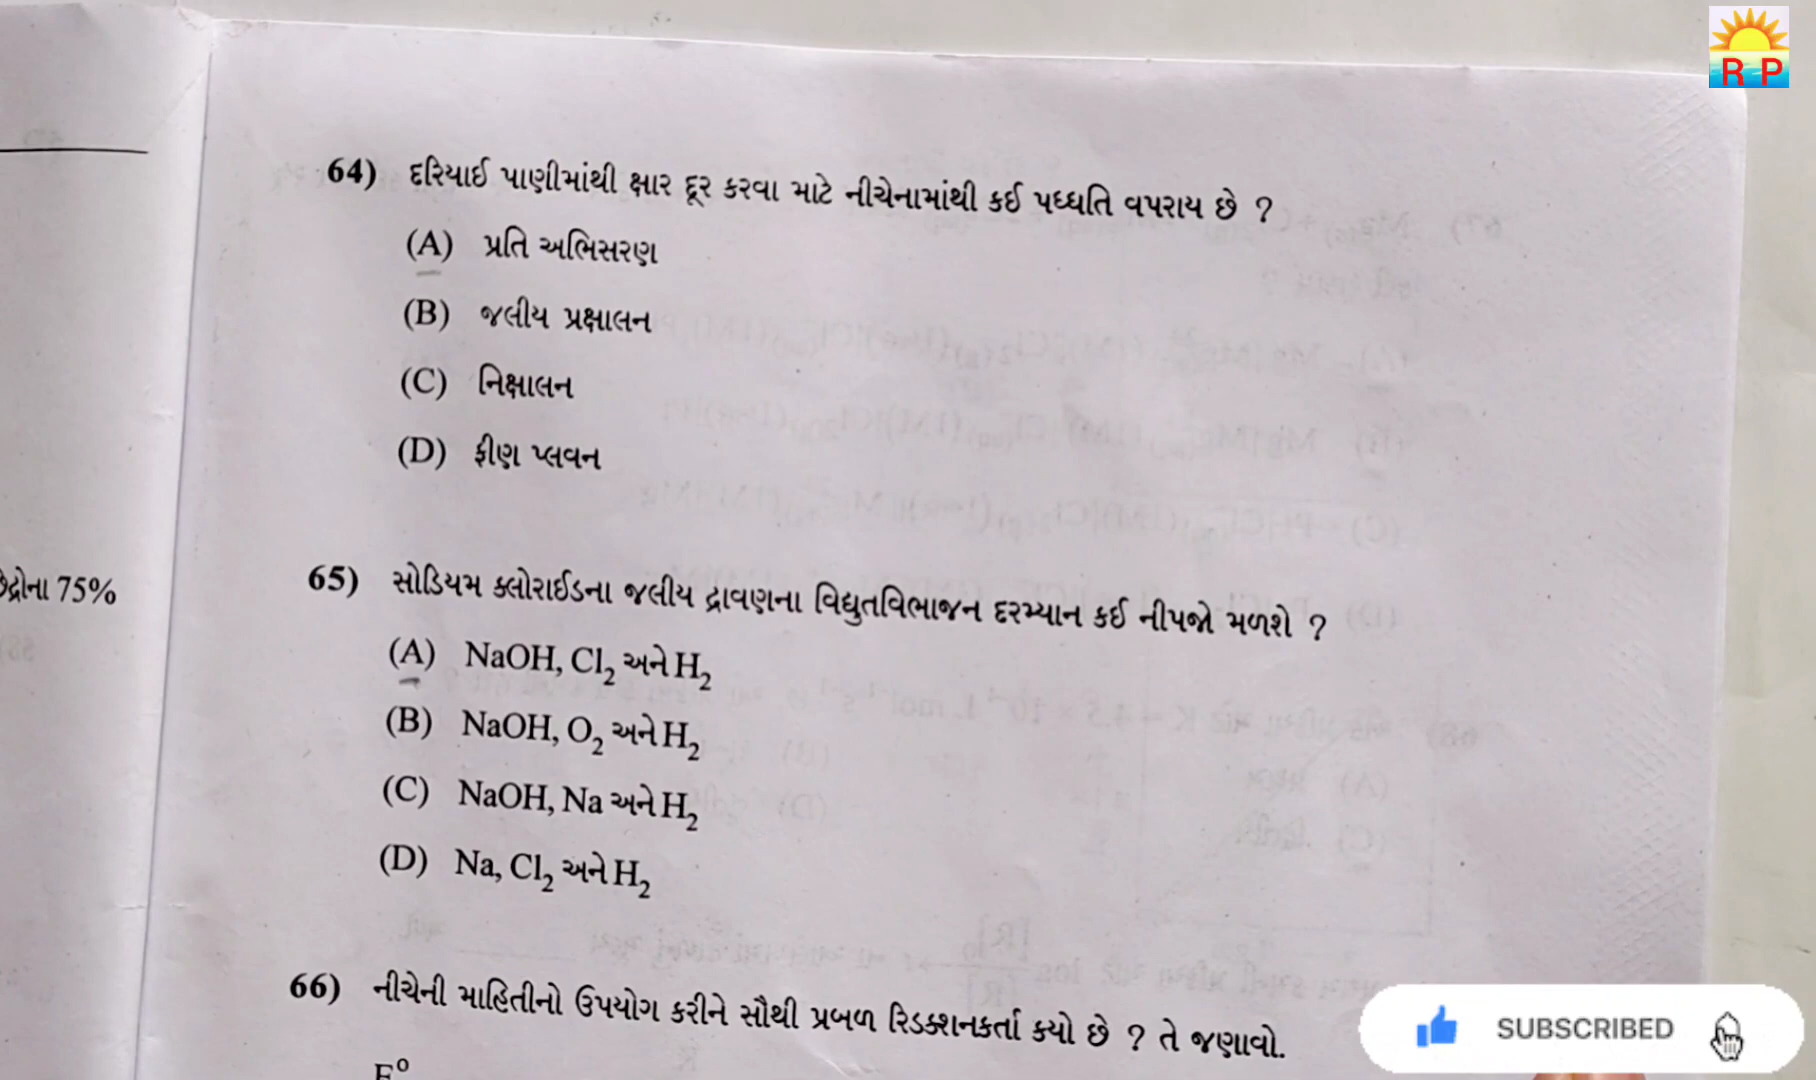 R P
64) દરિયાઈ પાણીમાંથી ક્ષાર દૂર કરવા માટે નીચેનામાંથી કઈ પધ્ધતિ વપરાય છે ?
(A) પ્રતિ અભિસરણ
(B) જલીય પ્રક્ષાલન
(C) નિક્ષાલન
(D) ફીણ પ્લવન
75%
65) સોડિયમ ક્લોરાઈડના જલીય દ્રાવણના વિદ્યુતવિભાજન દરમ્યાન કઈ નીપજો મળશે ?
(A) NaOH, Cl₂ અને H₂
(B) NaOH, O₂ અને H₂
(C) NaOH, Na અને H₂
(D) Na, Cl₂ અને H₂
66) નીચેની માહિતીનો ઉપયોગ કરીને સૌથી પ્રબળ રિડક્શનકર્તા ક્યો છે ? તે જણાવો.
SUBSCRIBED
E⁰